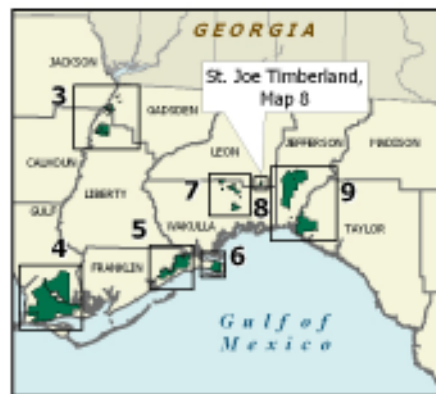 GEORGIA
JACKSON
St. Joe Timberland,
Map 8
3
GADSDEN
LEON
JEFFERSON
MADISON
CALHOUN
LIBERTY
7
8
9
GULF
5
WAKULLA
TAYLOR
4
FRANKLIN
6
Gulf of
Mexico